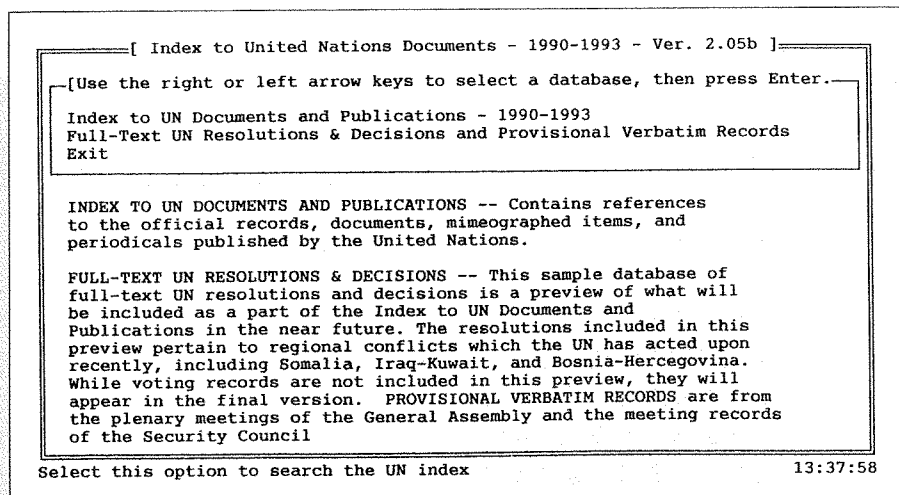 [ Index to United Nations Documents - 1990-1993 - Ver. 2.05b ]
[Use the right or left arrow keys to select a database, then press Enter.
Index to UN Documents and Publications - 1990-1993
Full-Text UN Resolutions & Decisions and Provisional Verbatim Records
Exit
INDEX TO UN DOCUMENTS AND PUBLICATIONS -- Contains references
to the official records, documents, mimeographed items, and
periodicals published by the United Nations.
FULL-TEXT UN RESOLUTIONS & DECISIONS -- This sample database of
full-text UN resolutions and decisions is a preview of what will
be included as a part of the Index to UN Documents and
Publications in the near future. The resolutions included in this
preview pertain to regional conflicts which the UN has acted upon
recently, including Somalia, Iraq-Kuwait, and Bosnia-Hercegovina.
While voting records are not included in this preview, they will
appear in the final version.  PROVISIONAL VERBATIM RECORDS are from
the plenary meetings of the General Assembly and the meeting records
of the Security Council
Select this option to search the UN index 13:37:58